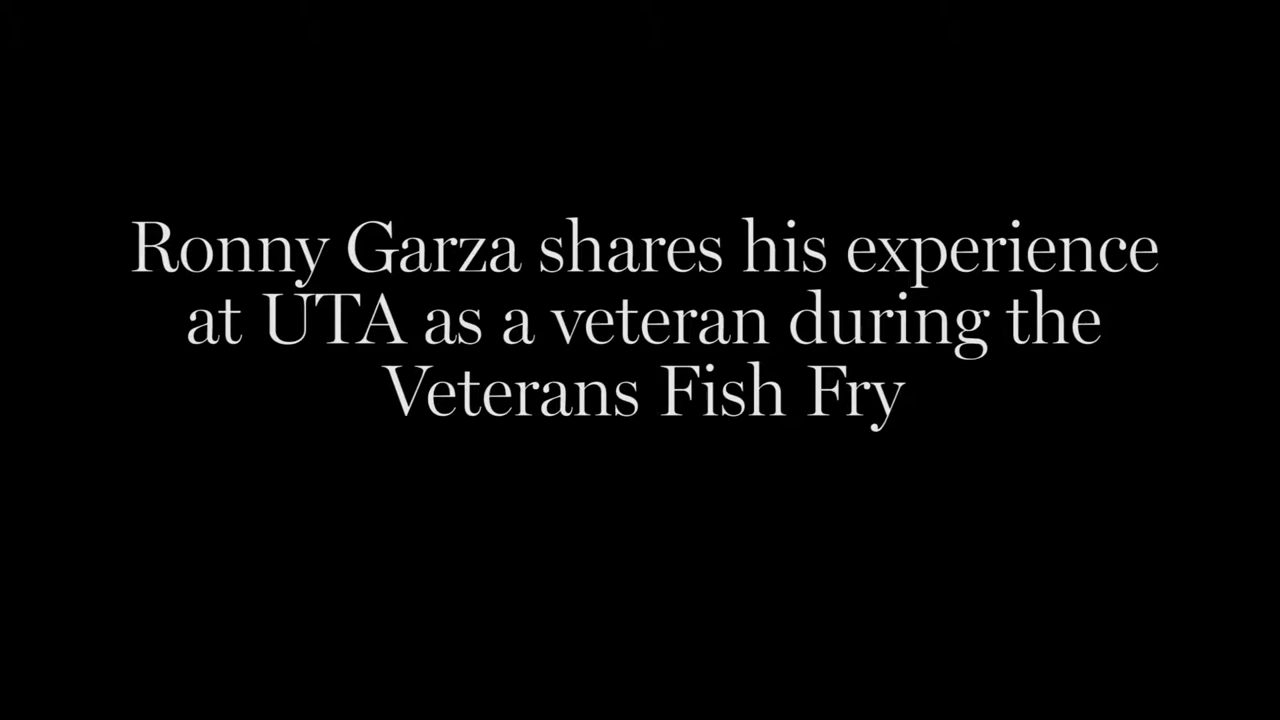 Ronny Garza shares his experience
at UTA as a veteran during the
Veterans Fish Fry